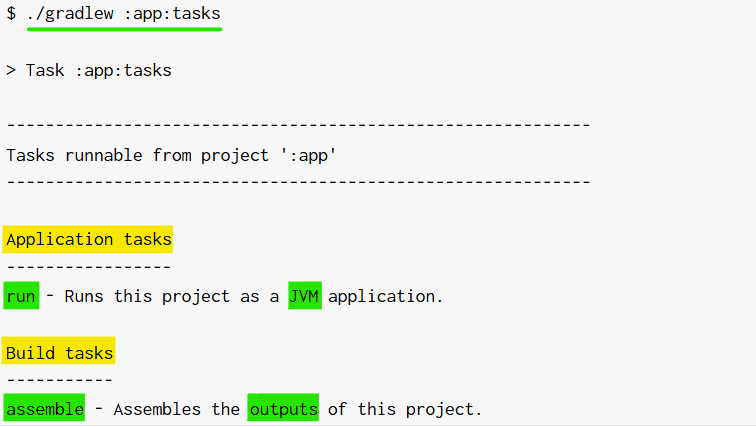 $ ./gradlew :app:tasks
> Task :app:tasks
------------------------------------------------------------
Tasks runnable from project ':app'
------------------------------------------------------------
Application tasks
-----------------
run - Runs this project as a JVM application.
Build tasks
-----------
assemble - Assembles the outputs of this project.